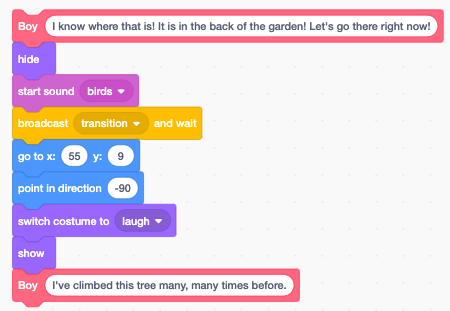 Boy I know where that is! It is in the back of the garden! Let's go there right now!
hide
start sound birds
broadcast transition and wait
go to x: 55 y: 9
point in direction -90
switch costume to laugh
show
Boy I've climbed this tree many, many times before.